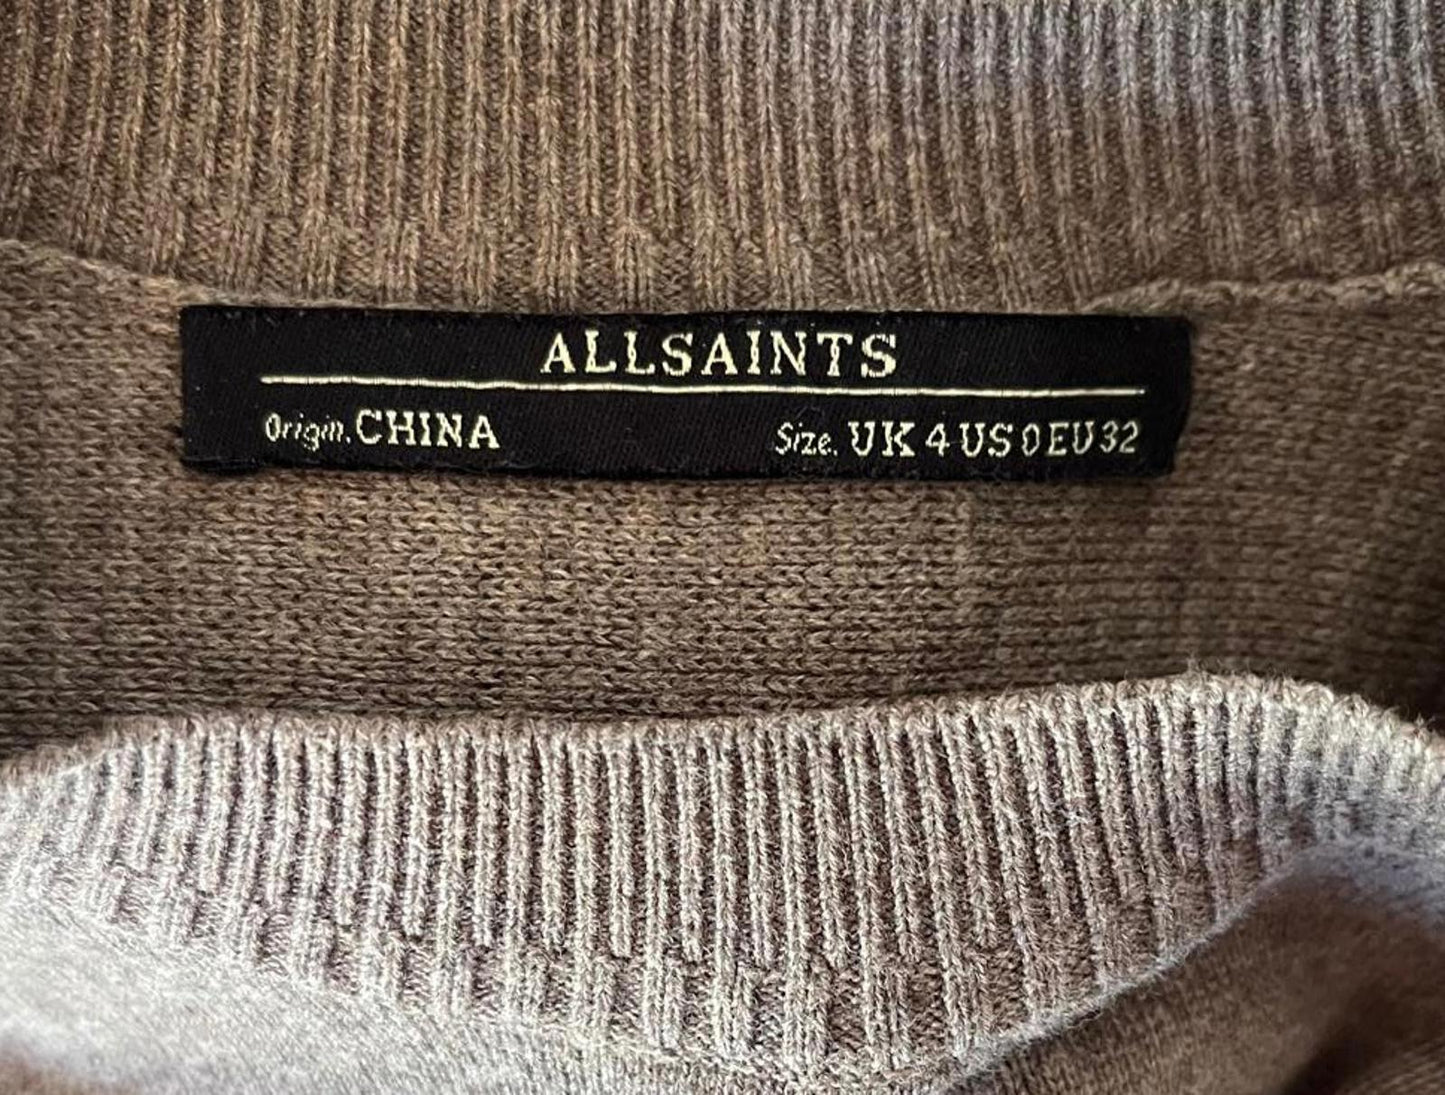 ALLSAINTS
Origin. CHINA Size. UK 4 US 0 EU 32